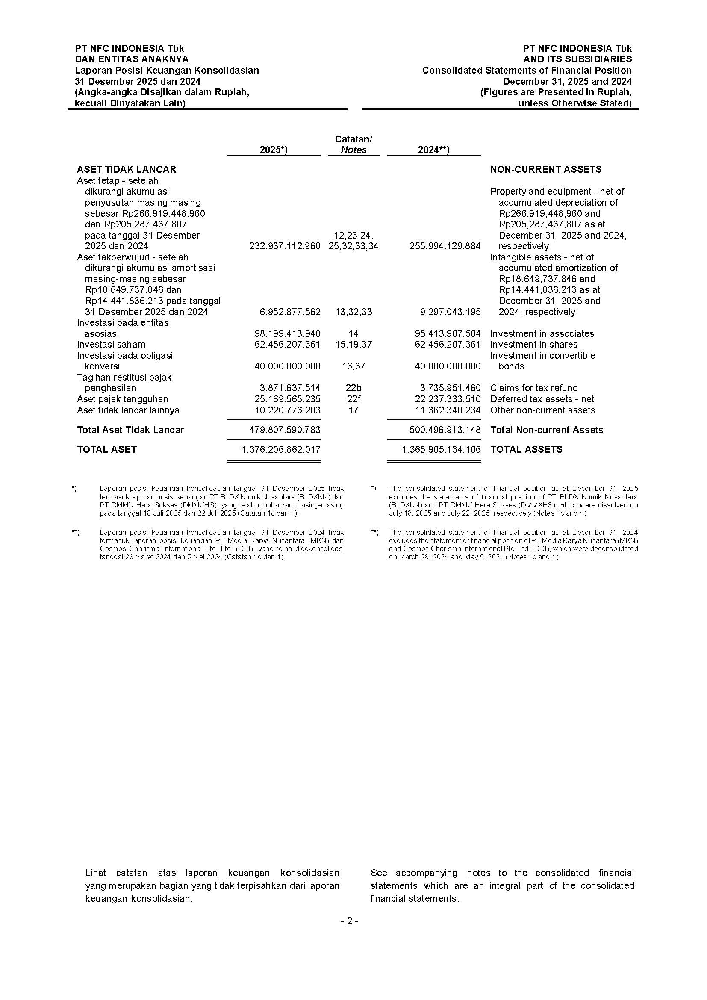 PT NFC INDONESIA Tbk
DAN ENTITAS ANAKNYA
Laporan Posisi Keuangan Konsolidasian
31 Desember 2025 dan 2024
(Angka-angka Disajikan dalam Rupiah,
kecuali Dinyatakan Lain)
PT NFC INDONESIA Tbk
AND ITS SUBSIDIARIES
Consolidated Statements of Financial Position
December 31, 2025 and 2024
(Figures are Presented in Rupiah,
unless Otherwise Stated)
Catatan/
2025*) Notes 2024**)
ASET TIDAK LANCAR NON-CURRENT ASSETS
Aset tetap - setelah
dikurangi akumulasi Property and equipment - net of
penyusutan masing masing accumulated depreciation of
sebesar Rp266.919.448.960 Rp266,919,448,960 and
dan Rp205.287.437.807 Rp205,287,437,807 as at
pada tanggal 31 Desember 12,23,24, December 31, 2025 and 2024,
2025 dan 2024 232.937.112.960 25,32,33,34 255.994.129.884 respectively
Aset takberwujud - setelah Intangible assets - net of
dikurangi akumulasi amortisasi accumulated amortization of
masing-masing sebesar Rp18,649,737,846 and
Rp18.649.737.846 dan Rp14,441,836,213 as at
Rp14.441.836.213 pada tanggal December 31, 2025 and
31 Desember 2025 dan 2024 6.952.877.562 13,32,33 9.297.043.195 2024, respectively
Investasi pada entitas
asosiasi 98.199.413.948 14 95.413.907.504 Investment in associates
Investasi saham 62.456.207.361 15,19,37 62.456.207.361 Investment in shares
Investasi pada obligasi Investment in convertible
konversi 40.000.000.000 16,37 40.000.000.000 bonds
Tagihan restitusi pajak
penghasilan 3.871.637.514 22b 3.735.951.460 Claims for tax refund
Aset pajak tangguhan 25.169.565.235 22f 22.237.333.510 Deferred tax assets - net
Aset tidak lancar lainnya 10.220.776.203 17 11.362.340.234 Other non-current assets
Total Aset Tidak Lancar 479.807.590.783 500.496.913.148 Total Non-current Assets
TOTAL ASET 1.376.206.862.017 1.365.905.134.106 TOTAL ASSETS
*) Laporan posisi keuangan konsolidasian tanggal 31 Desember 2025 tidak
termasuk laporan posisi keuangan PT BLDX Komik Nusantara (BLDXKN) dan
PT DMMX Hera Sukses (DMMXHS), yang telah dibubarkan masing-masing
pada tanggal 18 Juli 2025 dan 22 Juli 2025 (Catatan 1c dan 4).
*) The consolidated statement of financial position as at December 31, 2025
excludes the statements of financial position of PT BLDX Komik Nusantara
(BLDXKN) and PT DMMX Hera Sukses (DMMXHS), which were dissolved on
July 18, 2025 and July 22, 2025, respectively (Notes 1c and 4).
**) Laporan posisi keuangan konsolidasian tanggal 31 Desember 2024 tidak
termasuk laporan posisi keuangan PT Media Karya Nusantara (MKN) dan
Cosmos Charisma International Pte. Ltd. (CCI), yang telah didekonsolidasi
tanggal 28 Maret 2024 dan 5 Mei 2024 (Catatan 1c dan 4).
**) The consolidated statement of financial position as at December 31, 2024
excludes the statement of financial position of PT Media Karya Nusantara (MKN)
and Cosmos Charisma International Pte. Ltd. (CCI), which were deconsolidated
on March 28, 2024 and May 5, 2024 (Notes 1c and 4).
Lihat catatan atas laporan keuangan konsolidasian
yang merupakan bagian yang tidak terpisahkan dari laporan
keuangan konsolidasian.
See accompanying notes to the consolidated financial
statements which are an integral part of the consolidated
financial statements.
- 2 -